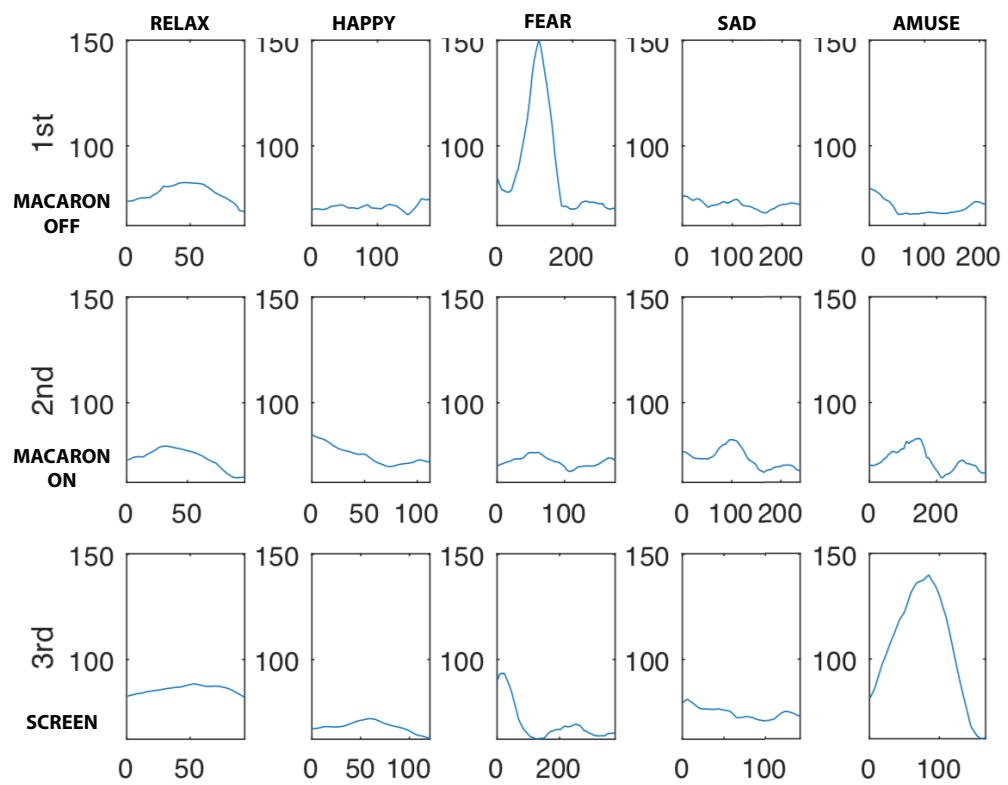 RELAX HAPPY FEAR SAD AMUSE
150 150 150 150 150
1st
100 100 100 100 100
MACARON
OFF
0 50 0 100 0 200 0 100 200 0 100 200
150 150 150 150 150
2nd
100 100 100 100 100
MACARON
ON
0 50 0 50 100 0 100 0 100 200 0 200
150 150 150 150 150
3rd
100 100 100 100 100
SCREEN
0 50 0 50 100 0 200 0 100 0 100